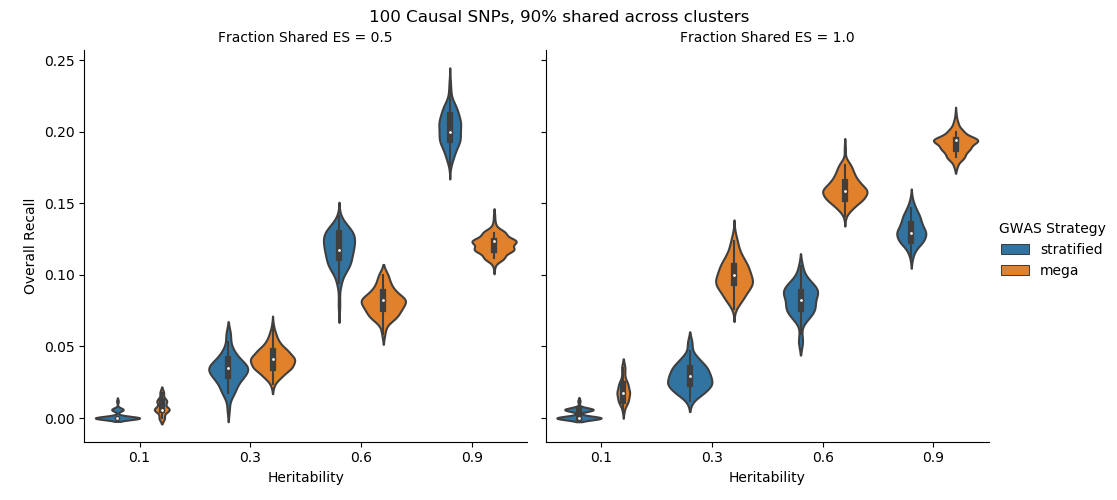 100 Causal SNPs, 90% shared across clusters
Fraction Shared ES = 0.5
Fraction Shared ES = 1.0
0.25
0.20
0.15
0.10
0.05
0.00
Overall Recall
0.1 0.3 0.6 0.9
0.1 0.3 0.6 0.9
Heritability
Heritability
GWAS Strategy
stratified
mega